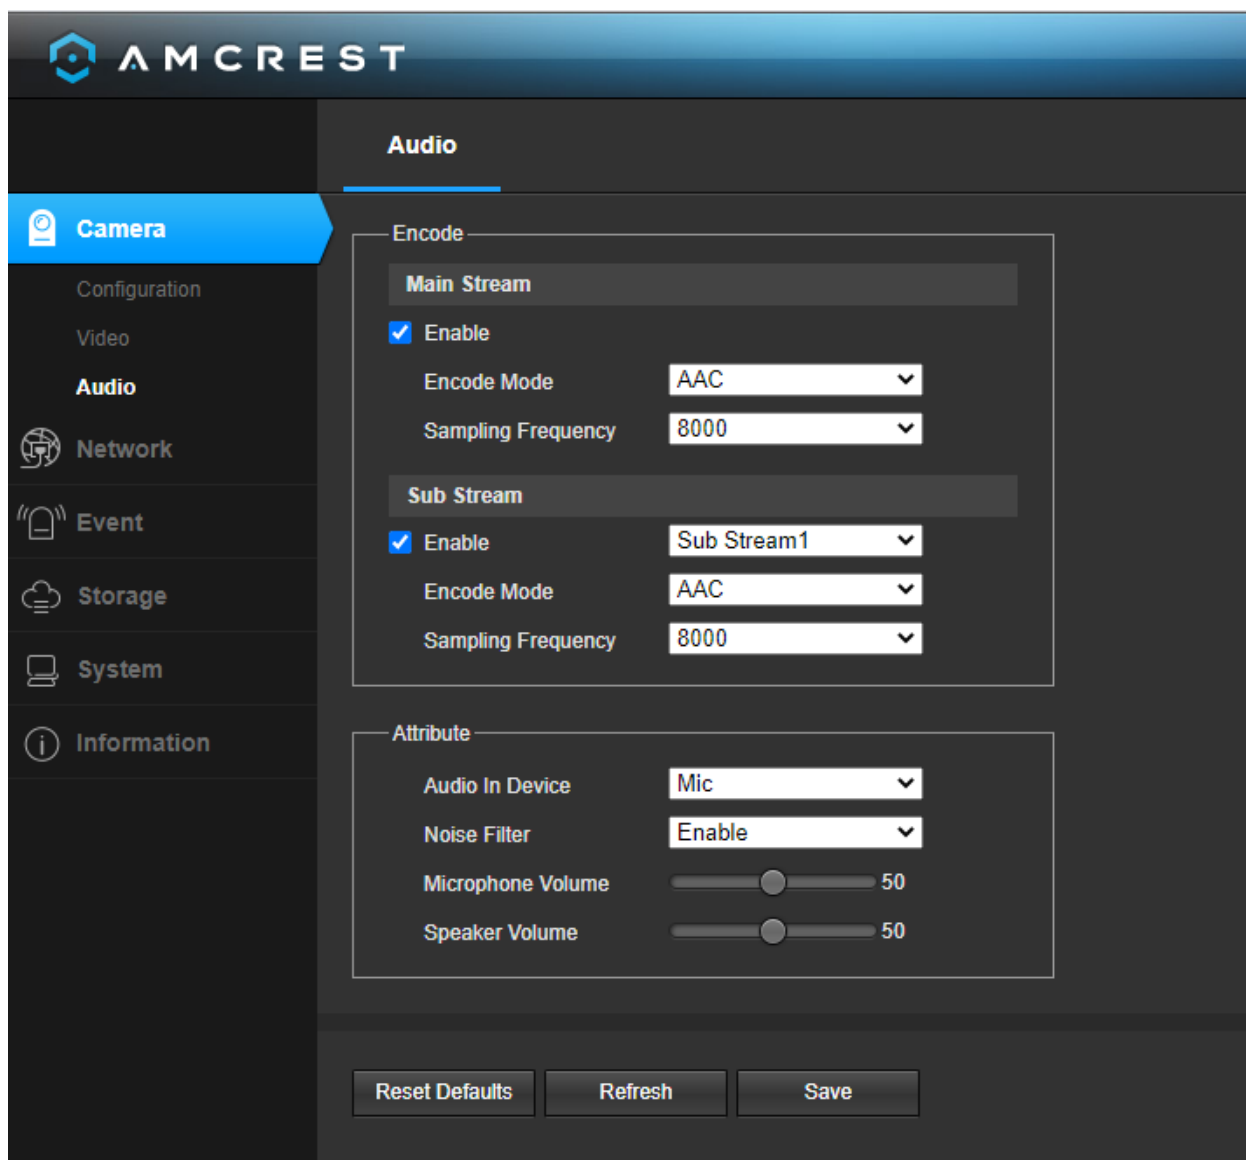 AMCREST
Audio
Camera
Configuration
Video
Audio
Network
Event
Storage
System
Information
Encode
Main Stream
Enable
Encode Mode AAC
Sampling Frequency 8000
Sub Stream
Enable Sub Stream1
Encode Mode AAC
Sampling Frequency 8000
Attribute
Audio In Device Mic
Noise Filter Enable
Microphone Volume 50
Speaker Volume 50
Reset Defaults Refresh Save